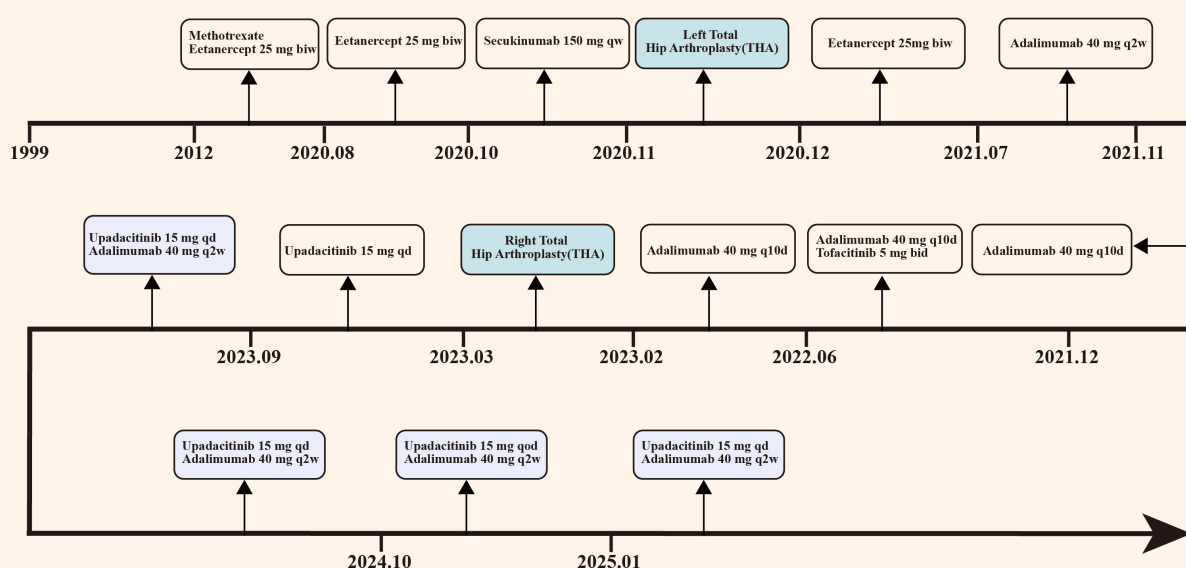 Methotrexate
Eetanercept 25 mg biw
Eetanercept 25 mg biw
Secukinumab 150 mg qw
Left Total
Hip Arthroplasty(THA)
Eetanercept 25mg biw
Adalimumab 40 mg q2w
1999
2012
2020.08
2020.10
2020.11
2020.12
2021.07
2021.11
Upadacitinib 15 mg qd
Adalimumab 40 mg q2w
Upadacitinib 15 mg qd
Right Total
Hip Arthroplasty(THA)
Adalimumab 40 mg q10d
Adalimumab 40 mg q10d
Tofacitinib 5 mg bid
Adalimumab 40 mg q10d
2023.09
2023.03
2023.02
2022.06
2021.12
Upadacitinib 15 mg qd
Adalimumab 40 mg q2w
Upadacitinib 15 mg qod
Adalimumab 40 mg q2w
Upadacitinib 15 mg qd
Adalimumab 40 mg q2w
2024.10
2025.01